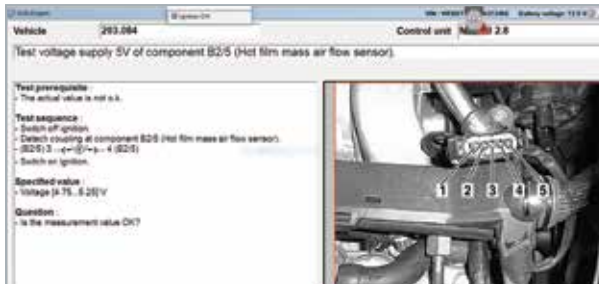 Ignition ON
Vehicle 203.084 Control unit 2.8
Test voltage supply 5V of component B2/5 (Hot film mass air flow sensor).
Test prerequisite :
- The actual value is not o.k.
Test sequence :
- Switch off ignition.
- Detach coupling at component B2/5 (Hot film mass air flow sensor).
- (B2/5) 3 4 (B2/5)
- Switch on ignition.
Specified value :
- Voltage [4.75...5.25]V
Question :
- Is the measurement value OK?
1 2 3 4 5